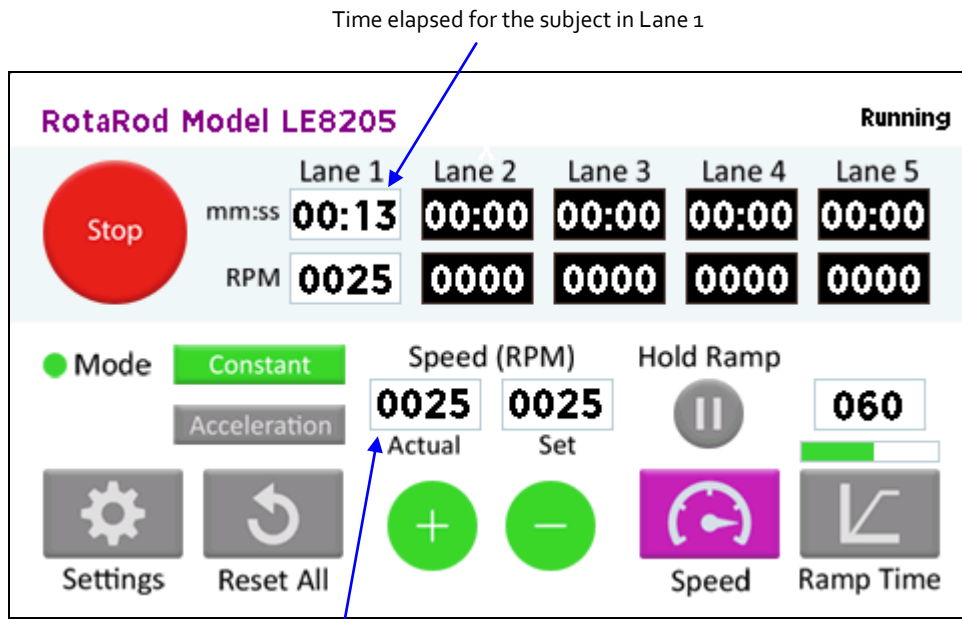 Time elapsed for the subject in Lane 1
RotaRod Model LE8205 Running
Lane 1 Lane 2 Lane 3 Lane 4 Lane 5
Stop mm:ss 00:13 00:00 00:00 00:00 00:00
RPM 0025 0000 0000 0000 0000
Mode Constant Speed (RPM) Hold Ramp
Acceleration 0025 0025 060
Actual Set
Settings Reset All + − Speed Ramp Time